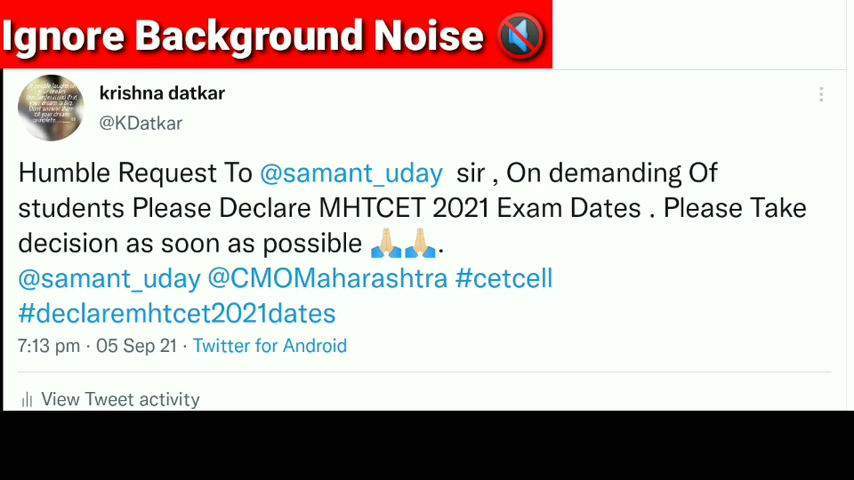 Ignore Background Noise
krishna datkar
@KDatkar
Humble Request To @samant_uday sir , On demanding Of
students Please Declare MHTCET 2021 Exam Dates . Please Take
decision as soon as possible 🙏🏼🙏🏼.
@samant_uday @CMOMaharashtra #cetcell
#declaremhtcet2021dates
7:13 pm · 05 Sep 21 · Twitter for Android
View Tweet activity